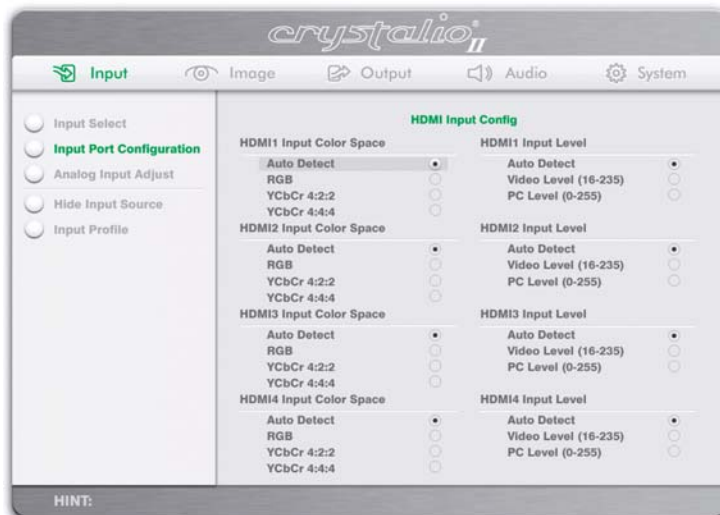 crystalio II
Input Image Output Audio System
Input Select
Input Port Configuration
Analog Input Adjust
Hide Input Source
Input Profile
HDMI Input Config
HDMI1 Input Color Space
Auto Detect
RGB
YCbCr 4:2:2
YCbCr 4:4:4
HDMI1 Input Level
Auto Detect
Video Level (16-235)
PC Level (0-255)
HDMI2 Input Color Space
Auto Detect
RGB
YCbCr 4:2:2
YCbCr 4:4:4
HDMI2 Input Level
Auto Detect
Video Level (16-235)
PC Level (0-255)
HDMI3 Input Color Space
Auto Detect
RGB
YCbCr 4:2:2
YCbCr 4:4:4
HDMI3 Input Level
Auto Detect
Video Level (16-235)
PC Level (0-255)
HDMI4 Input Color Space
Auto Detect
RGB
YCbCr 4:2:2
YCbCr 4:4:4
HDMI4 Input Level
Auto Detect
Video Level (16-235)
PC Level (0-255)
HINT: